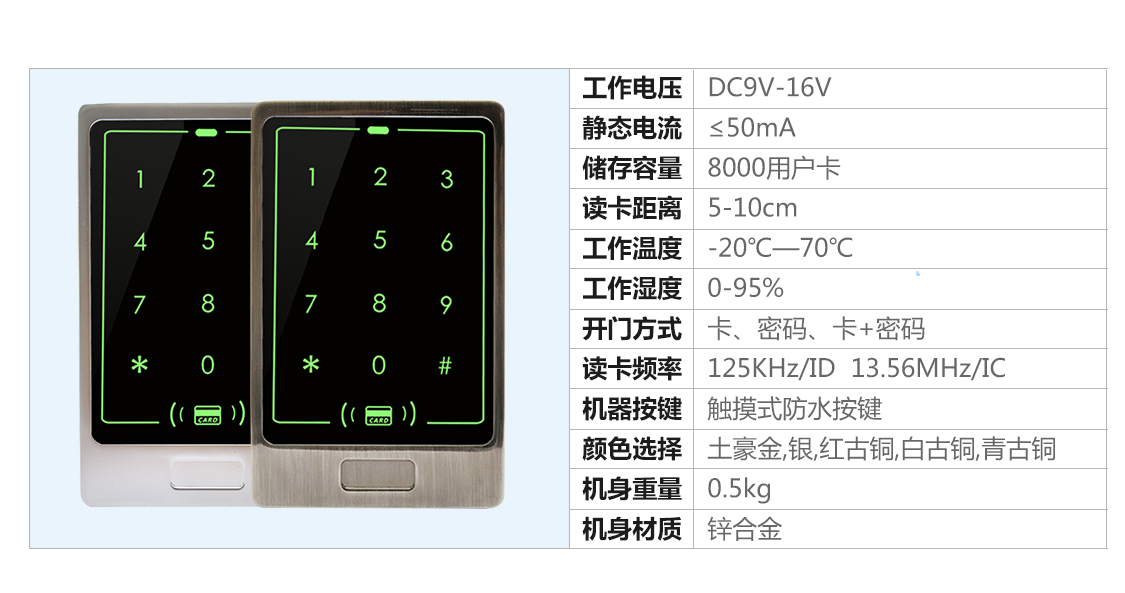 1 2
4 5
7 8
* 0
CARD
1 2 3
4 5 6
7 8 9
* 0 #
CARD
工作电压 DC9V-16V
静态电流 ≤50mA
储存容量 8000用户卡
读卡距离 5-10cm
工作温度 -20℃—70℃
工作湿度 0-95%
开门方式 卡、密码、卡+密码
读卡频率 125KHz/ID 13.56MHz/IC
机器按键 触摸式防水按键
颜色选择 土豪金,银,红古铜,白古铜,青古铜
机身重量 0.5kg
机身材质 锌合金